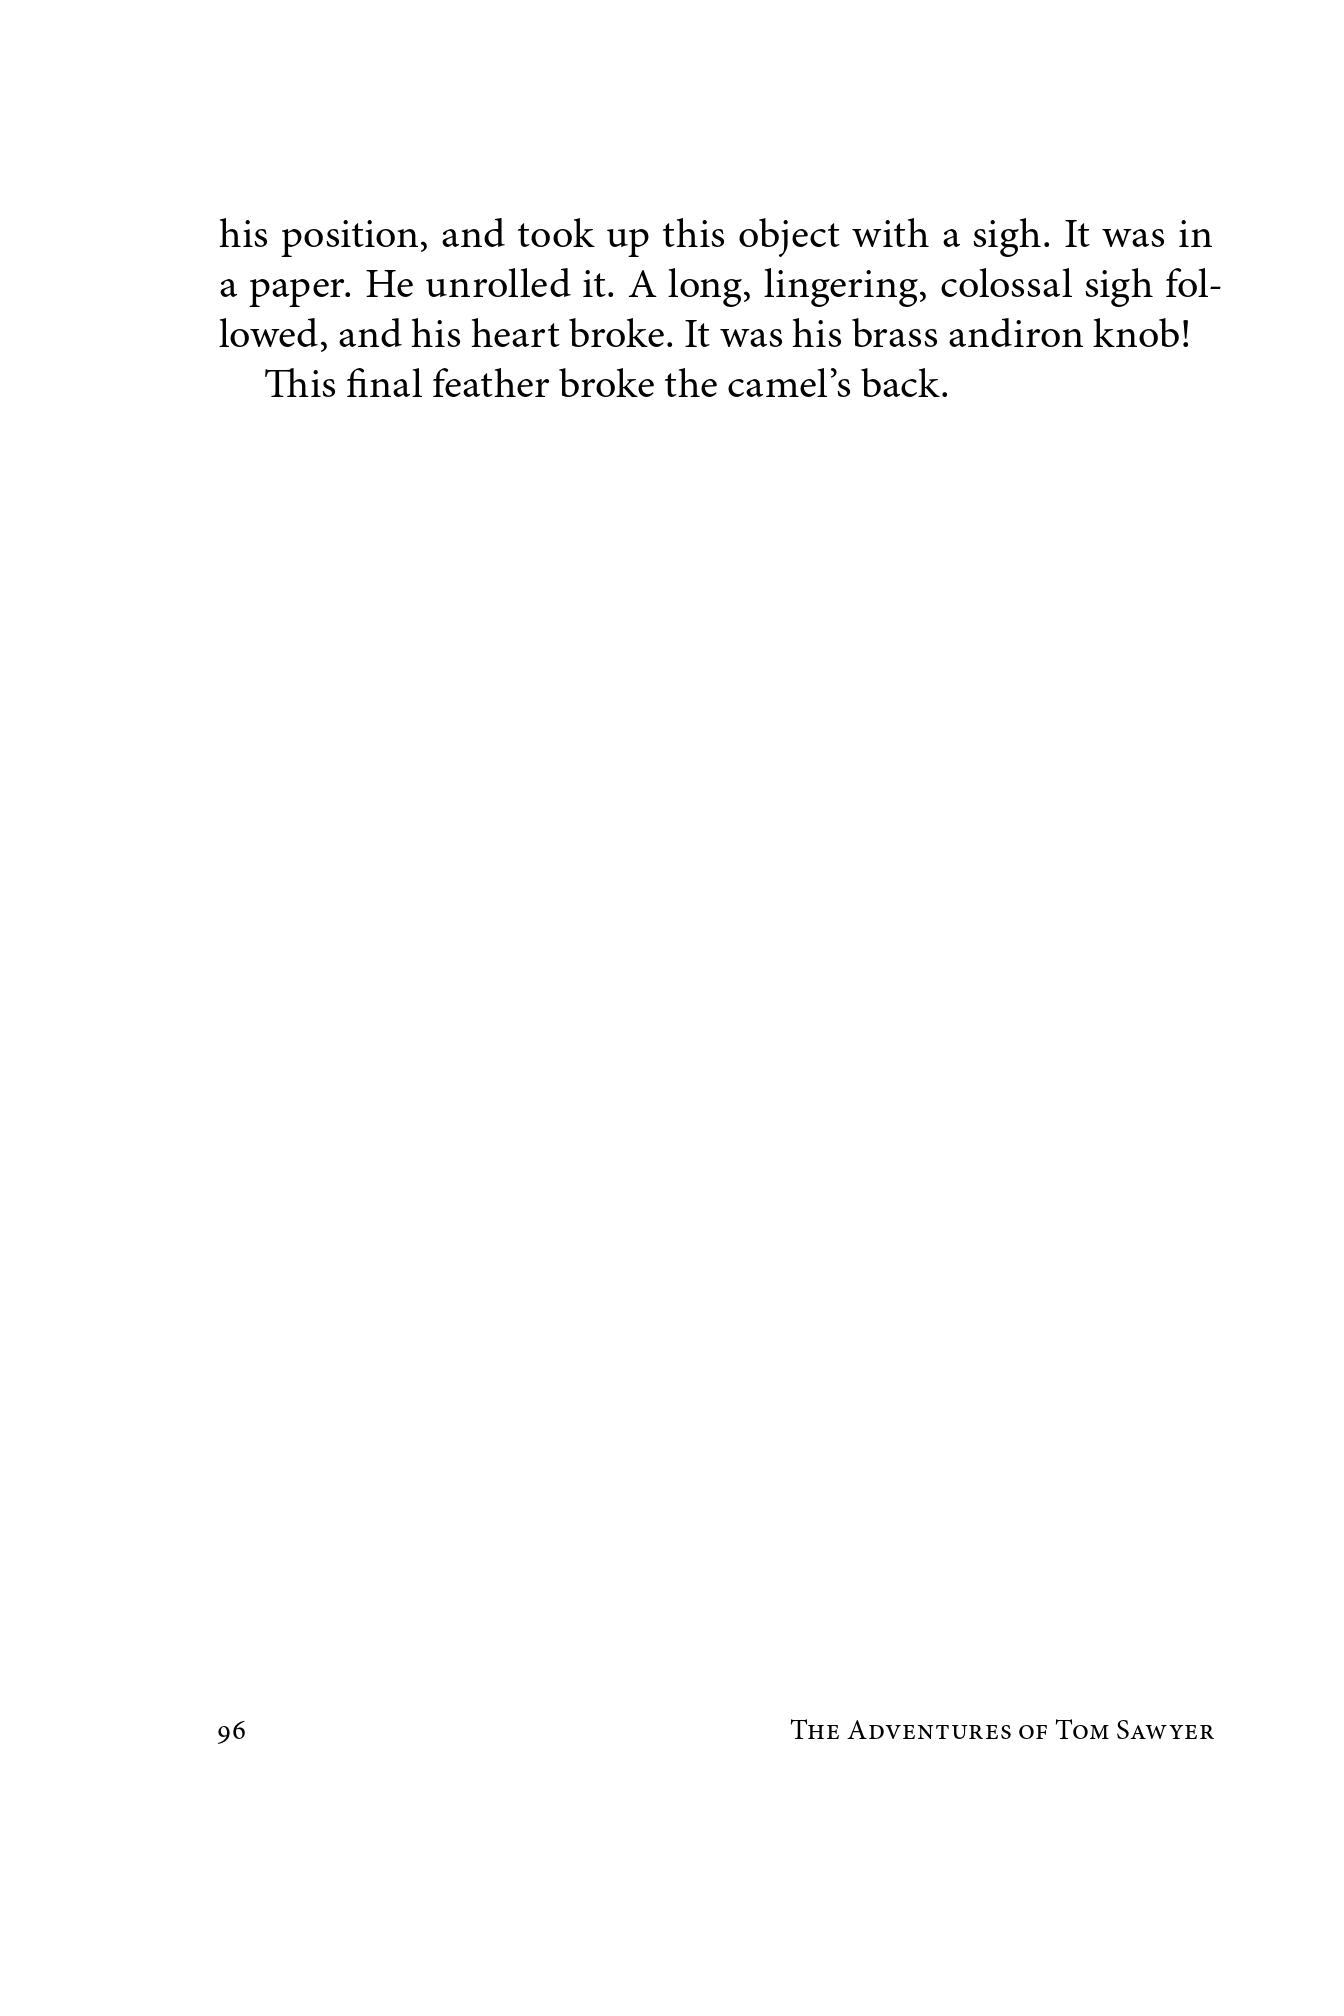 his position, and took up this object with a sigh. It was in
a paper. He unrolled it. A long, lingering, colossal sigh fol-
lowed, and his heart broke. It was his brass andiron knob!
This final feather broke the camel’s back.
96
The Adventures of Tom Sawyer